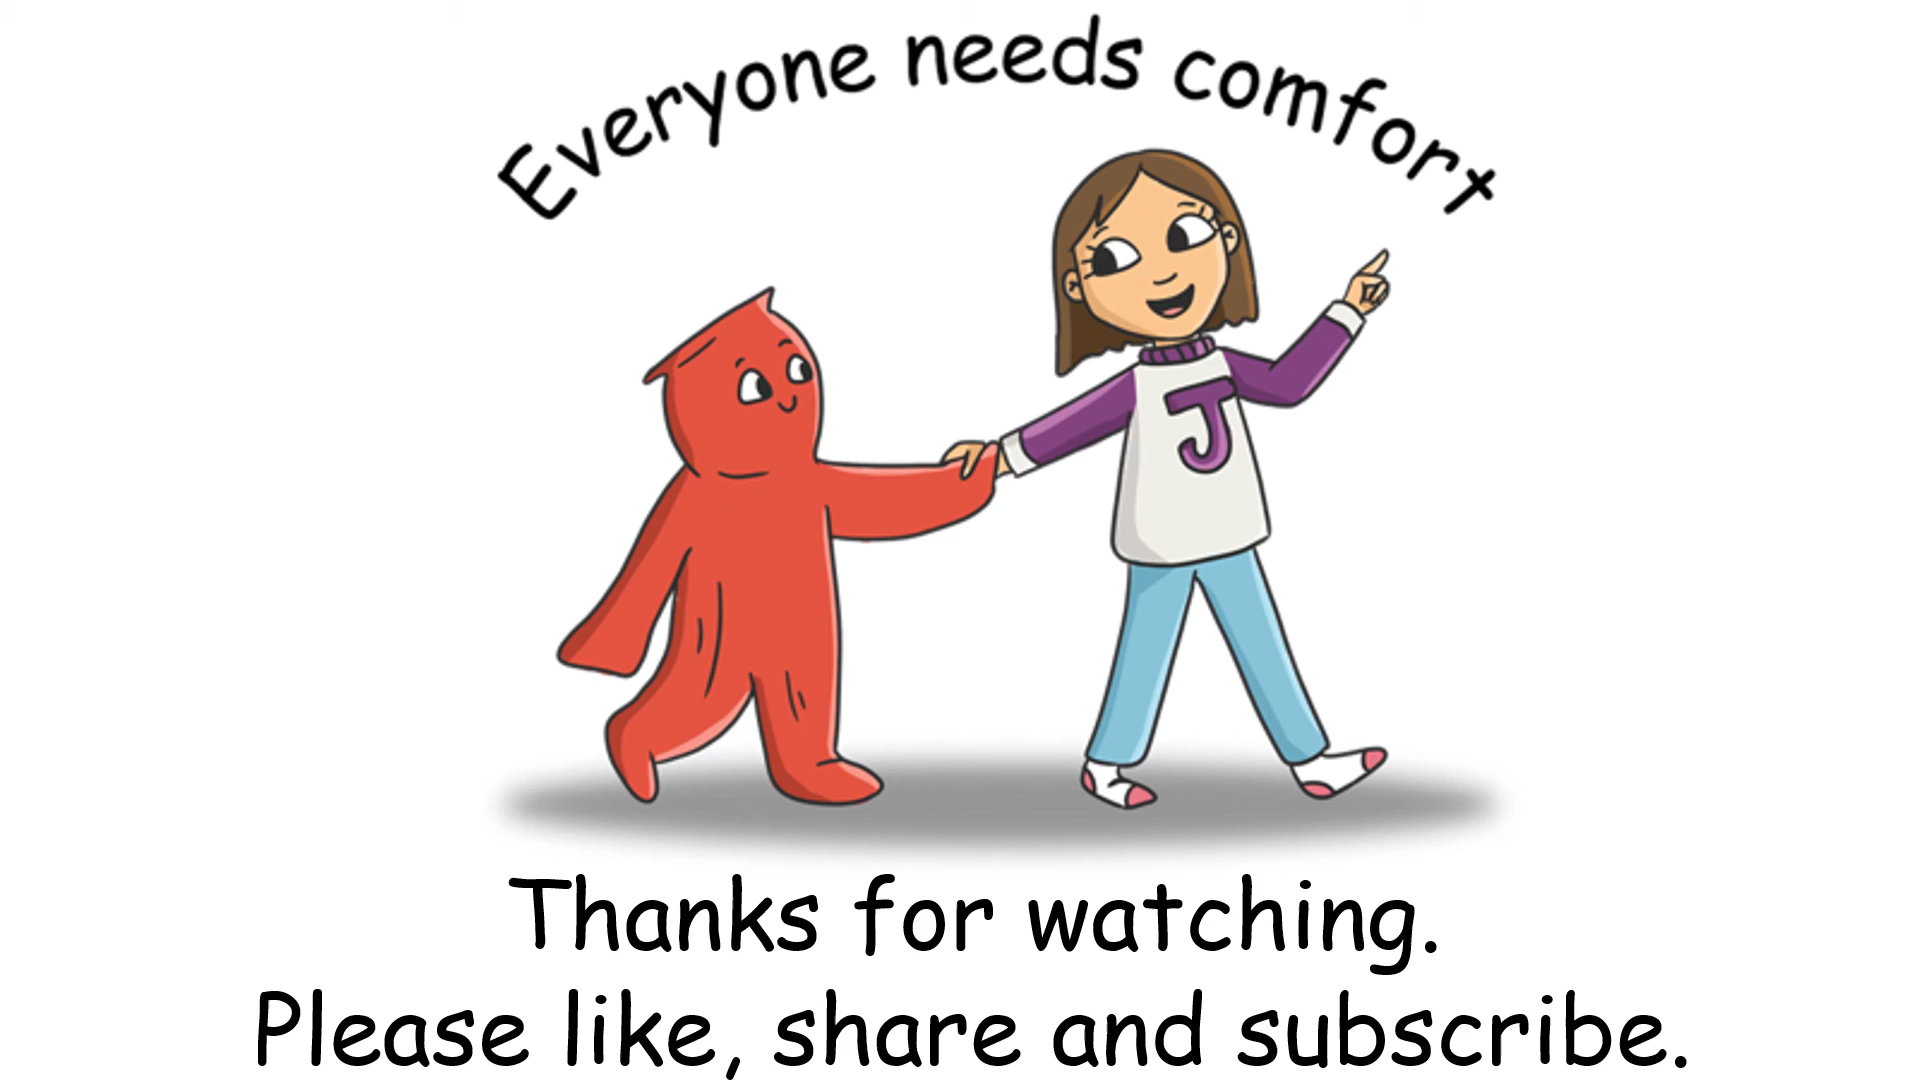 Everyone needs comfort
J
Thanks for watching.
Please like, share and subscribe.